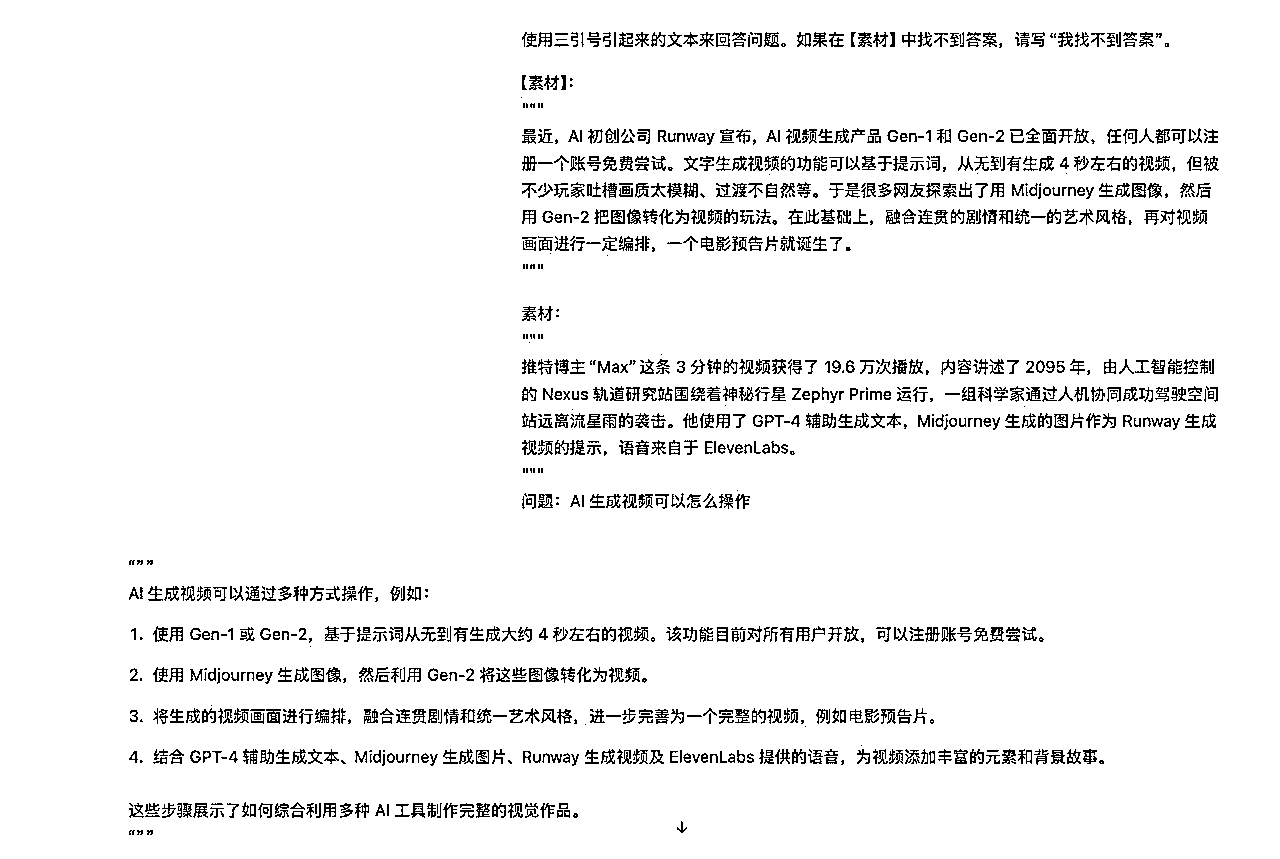 使用三引号引起来的文本来回答问题。如果在【素材】中找不到答案，请写“我找不到答案”。
【素材】：
"""
最近，AI 初创公司 Runway 宣布，AI 视频生成产品 Gen-1 和 Gen-2 已全面开放，任何人都可以注
册一个账号免费尝试。文字生成视频的功能可以基于提示词，从无到有生成 4 秒左右的视频，但被
不少玩家吐槽画质太模糊、过渡不自然等。于是很多网友探索出了用 Midjourney 生成图像，然后
用 Gen-2 把图像转化为视频的玩法。在此基础上，融合连贯的剧情和统一的艺术风格，再对视频
画面进行一定编排，一个电影预告片就诞生了。
"""
素材：
"""
推特博主“Max”这条 3 分钟的视频获得了 19.6 万次播放，内容讲述了 2095 年，由人工智能控制
的 Nexus 轨道研究站围绕着神秘行星 Zephyr Prime 运行，一组科学家通过人机协同成功驾驶空间
站远离流星雨的袭击。他使用了 GPT-4 辅助生成文本，Midjourney 生成的图片作为 Runway 生成
视频的提示，语音来自于 ElevenLabs。
"""
问题：AI 生成视频可以怎么操作
“””
AI 生成视频可以通过多种方式操作，例如：
1. 使用 Gen-1 或 Gen-2，基于提示词从无到有生成大约 4 秒左右的视频。该功能目前对所有用户开放，可以注册账号免费尝试。
2. 使用 Midjourney 生成图像，然后利用 Gen-2 将这些图像转化为视频。
3. 将生成的视频画面进行编排，融合连贯剧情和统一艺术风格，进一步完善为一个完整的视频，例如电影预告片。
4. 结合 GPT-4 辅助生成文本、Midjourney 生成图片、Runway 生成视频及 ElevenLabs 提供的语音，为视频添加丰富的元素和背景故事。
这些步骤展示了如何综合利用多种 AI 工具制作完整的视觉作品。
“””